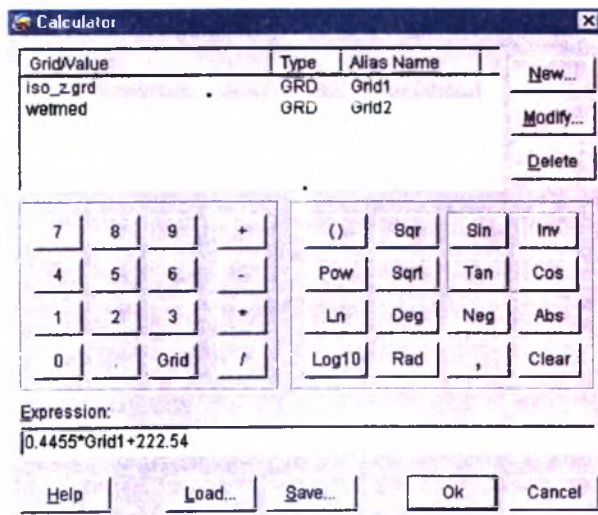 Calculator
Grid/Value Type Alias Name
iso_z.grd GRD Grid1
wetmed GRD Grid2
New...
Modify...
Delete
7 8 9 + () Sqr Sin Inv
4 5 6 Pow Sqrt Tan Cos
1 2 3 * Ln Deg Neg Abs
0 . Grid / Log10 Rad , Clear
Expression:
0.4455*Grid1+222.54
Help Load... Save... Ok Cancel